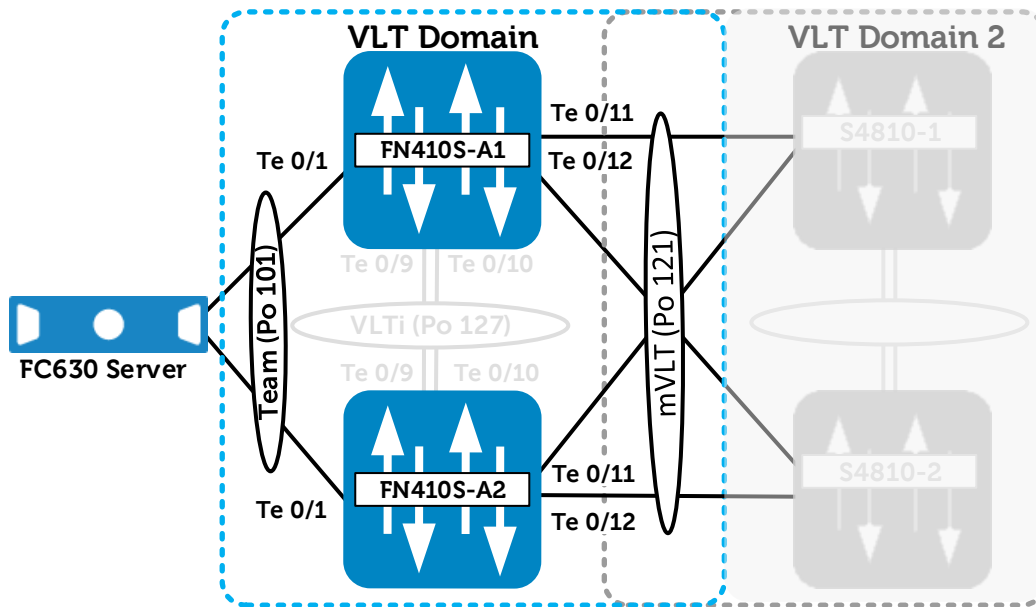 VLT Domain
VLT Domain 2
Te 0/11
S4810-1
FN410S-A1
Te 0/1
Te 0/12
Te 0/9
Te 0/10
Team (Po 101)
mVLT (Po 121)
VLTi (Po 127)
FC630 Server
Te 0/9
Te 0/10
Te 0/11
S4810-2
FN410S-A2
Te 0/1
Te 0/12